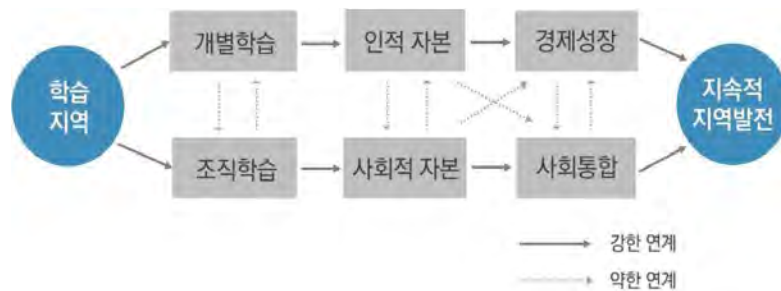 학습
지역
개별학습
인적 자본
경제성장
조직학습
사회적 자본
사회통합
지속적
지역발전
강한 연계
약한 연계